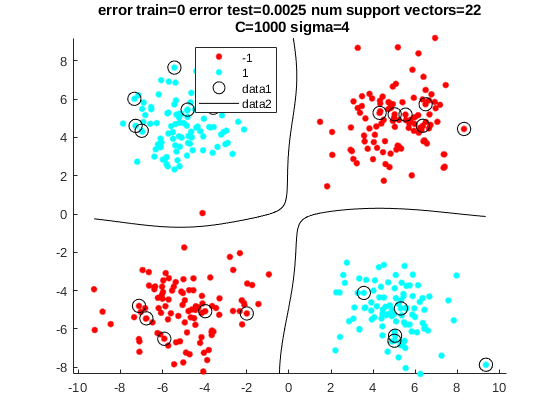 error train=0 error test=0.0025 num support vectors=22
C=1000 sigma=4
-1
1
data1
data2
8
6
4
2
0
-2
-4
-6
-8
-10 -8 -6 -4 -2 0 2 4 6 8 10